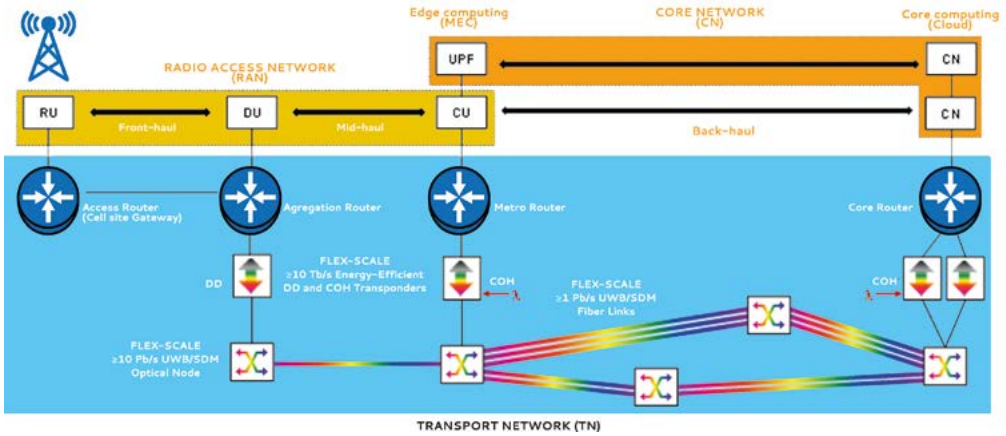 Edge computing
(MEC)
CORE NETWORK
(CN)
Core computing
(Cloud)
RADIO ACCESS NETWORK
(RAN)
UPF
CN
RU
DU
CU
CN
Front-haul
Mid-haul
Back-haul
Access Router
(Cell site Gateway)
Agregation Router
Metro Router
Core Router
DD
FLEX-SCALE
≥10 Tb/s Energy-Efficient
DD and COH Transponders
COH
λ
FLEX-SCALE
≥1 Pb/s UWB/SDM
Fiber Links
COH
λ
FLEX-SCALE
≥10 Pb/s UWB/SDM
Optical Node
TRANSPORT NETWORK (TN)